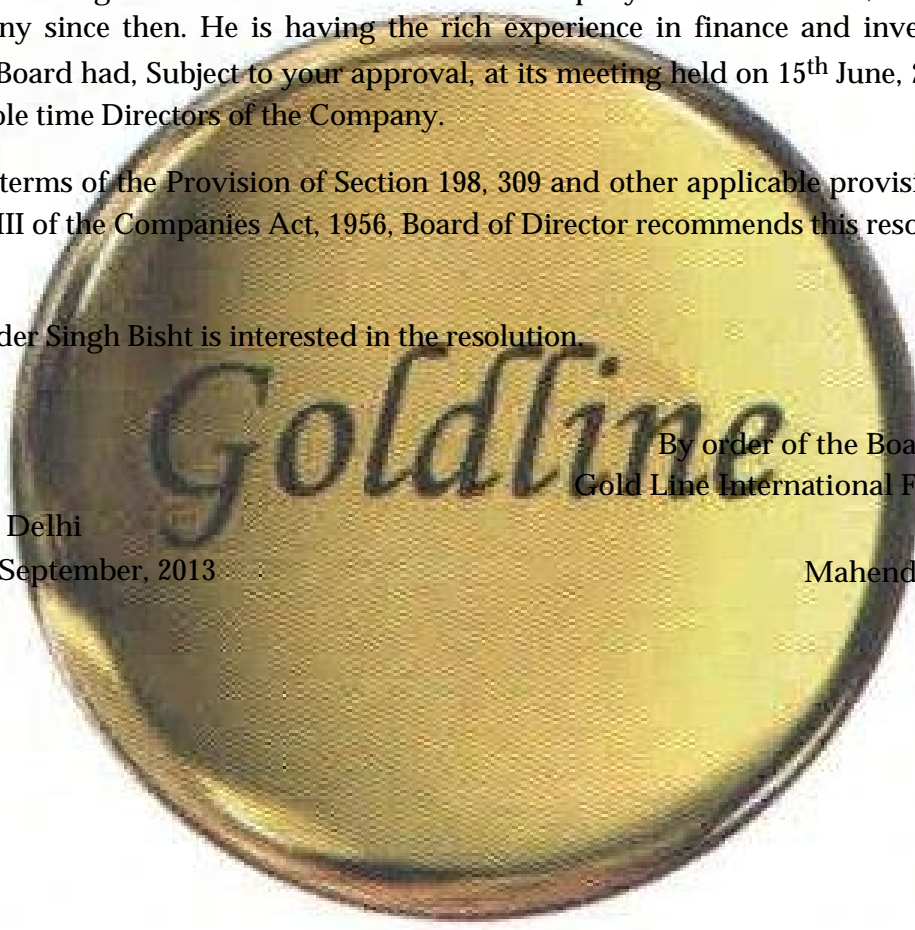 ny since then. He is having the rich experience in finance and inve
Board had, Subject to your approval, at its meeting held on 15th June, 2
ole time Directors of the Company.
terms of the Provision of Section 198, 309 and other applicable provisi
III of the Companies Act, 1956, Board of Director recommends this reso
der Singh Bisht is interested in the resolution.
Goldline
By order of the Boa
Gold Line International F
Delhi
September, 2013
Mahend